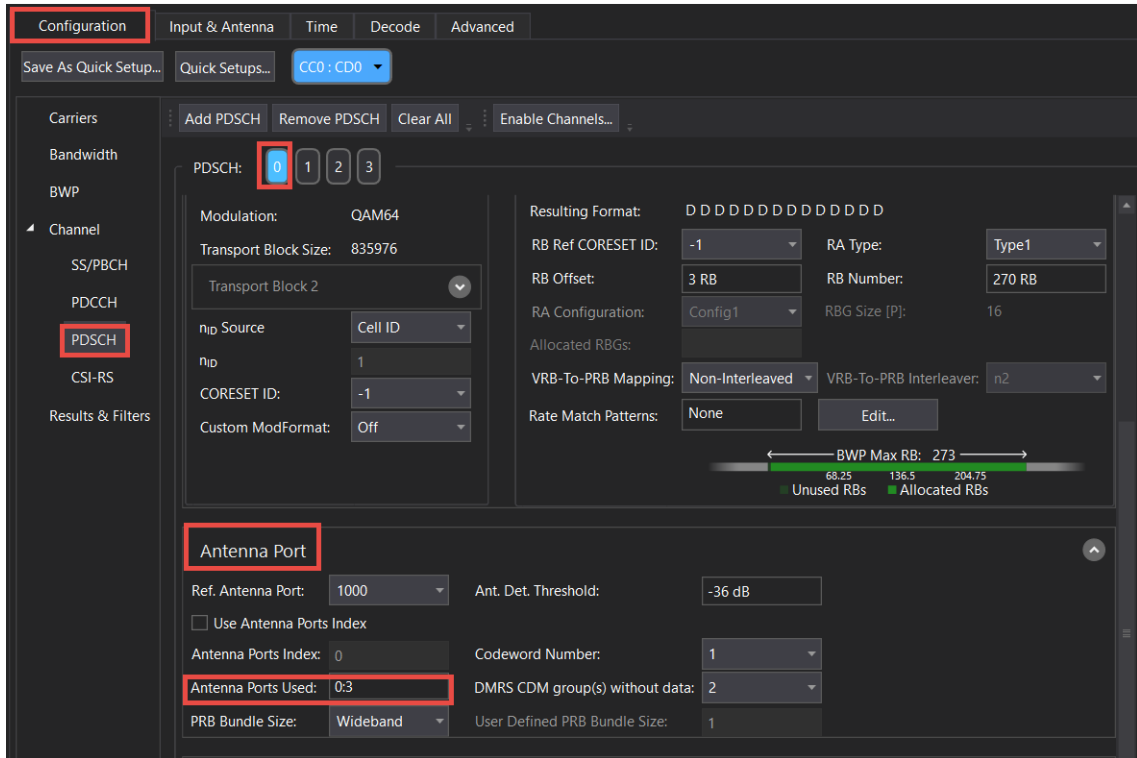 Configuration Input & Antenna Time Decode Advanced
Save As Quick Setup... Quick Setups... CC0 : CD0
Carriers
Bandwidth
BWP
Channel
SS/PBCH
PDCCH
PDSCH
CSI-RS
Results & Filters
Add PDSCH Remove PDSCH Clear All Enable Channels...
PDSCH: 0 1 2 3
Modulation: QAM64
Transport Block Size: 835976
Transport Block 2
nID Source Cell ID
nID 1
CORESET ID: -1
Custom ModFormat: Off
Resulting Format: D D D D D D D D D D D D D D
RB Ref CORESET ID: -1 RA Type: Type1
RB Offset: 3 RB RB Number: 270 RB
RA Configuration: Config1 RBG Size [P]: 16
Allocated RBGs:
VRB-To-PRB Mapping: Non-Interleaved VRB-To-PRB Interleaver: n2
Rate Match Patterns: None Edit...
BWP Max RB: 273
68.25 136.5 204.75
Unused RBs Allocated RBs
Antenna Port
Ref. Antenna Port: 1000 Ant. Det. Threshold: -36 dB
Use Antenna Ports Index
Antenna Ports Index: 0 Codeword Number: 1
Antenna Ports Used: 0:3 DMRS CDM group(s) without data: 2
PRB Bundle Size: Wideband User Defined PRB Bundle Size: 1